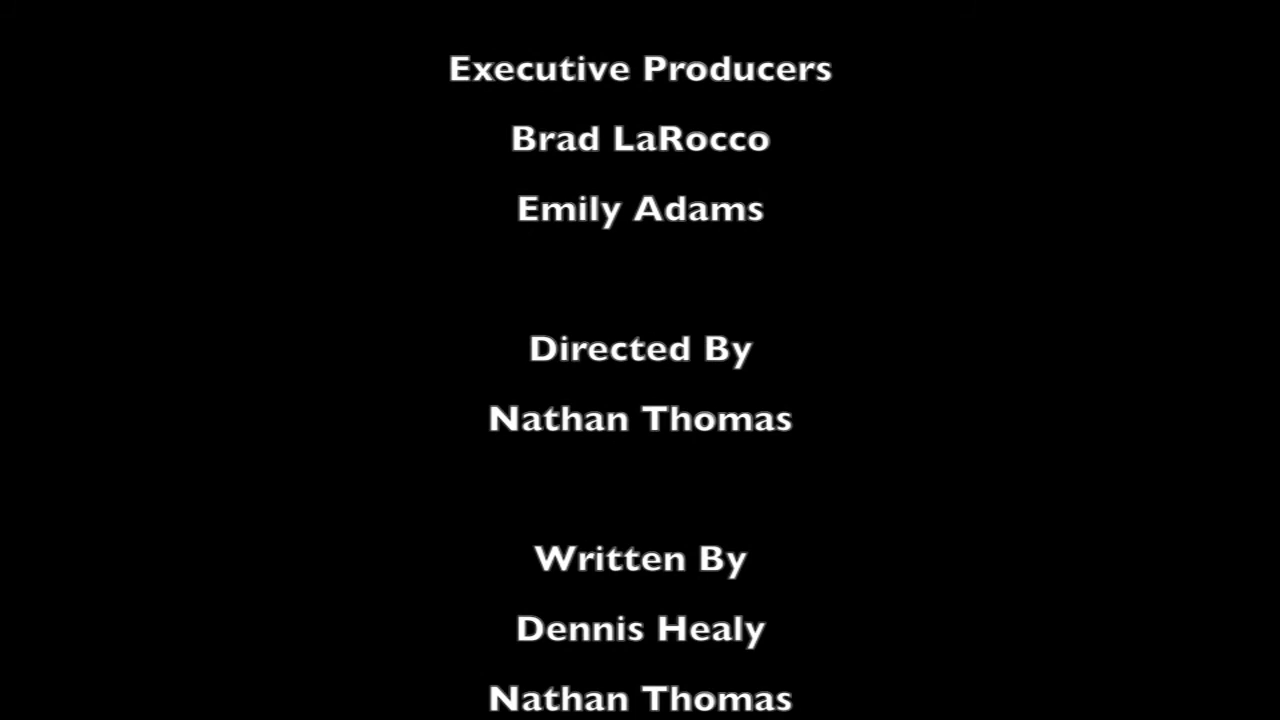 Executive Producers
Brad LaRocco
Emily Adams
Directed By
Nathan Thomas
Written By
Dennis Healy
Nathan Thomas